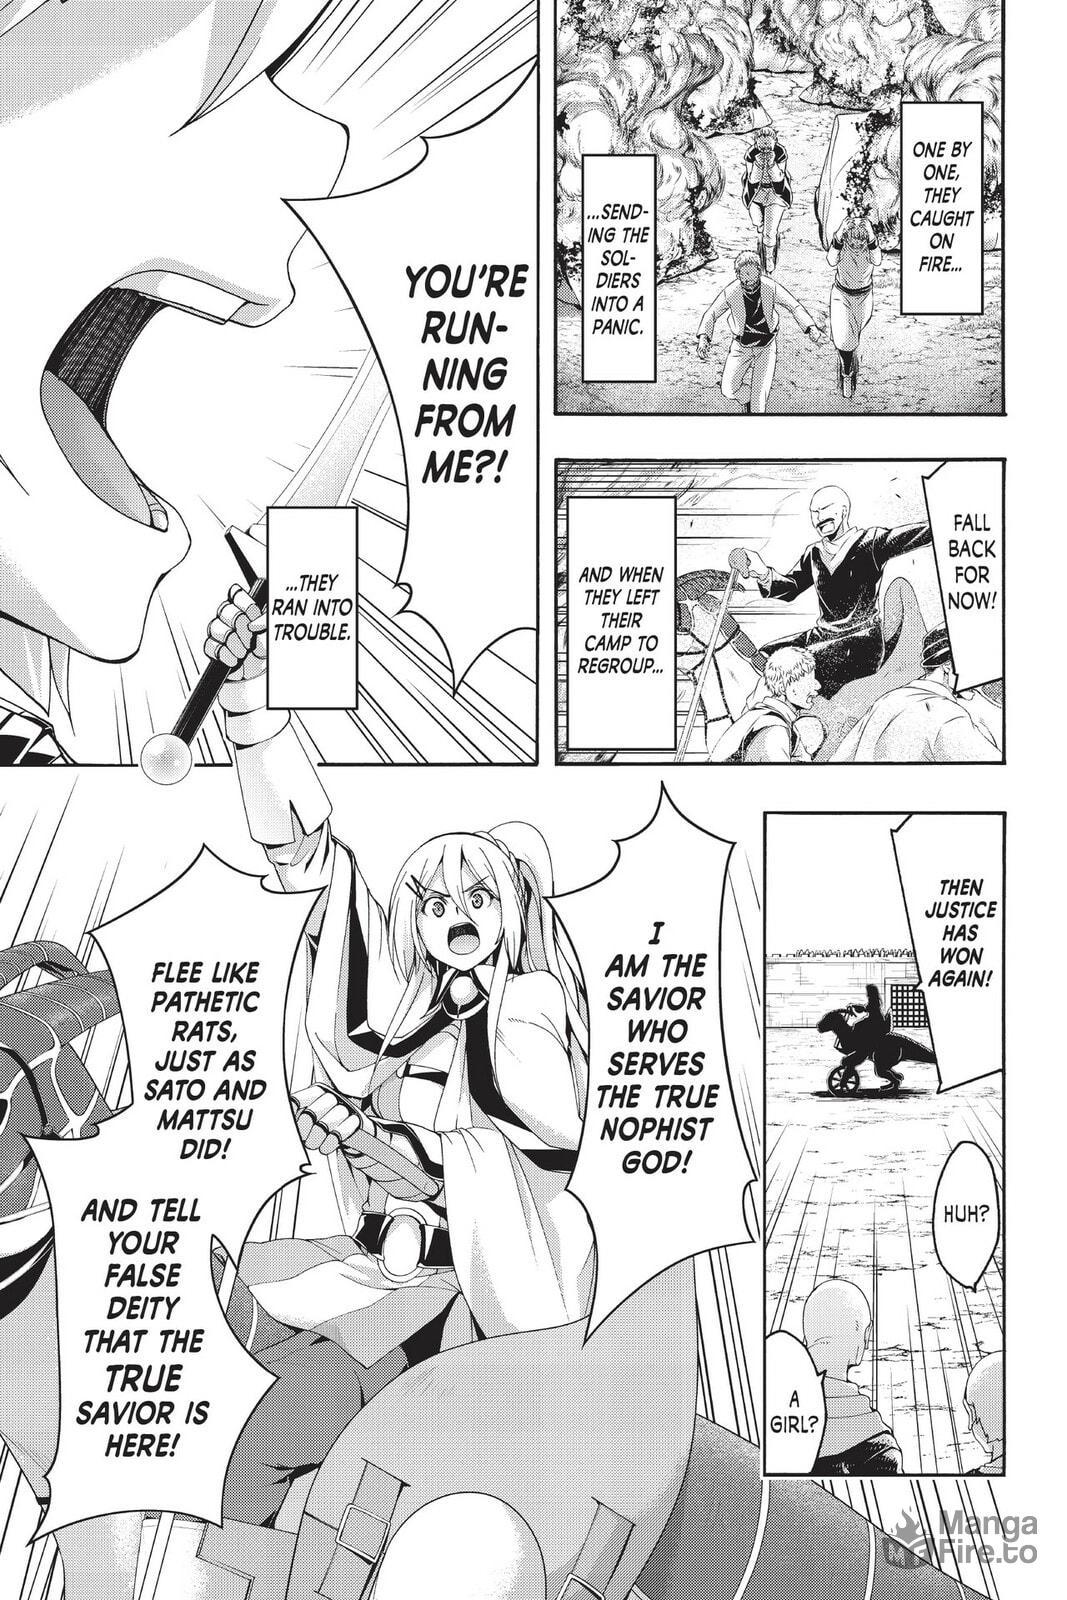 ONE BY
ONE,
THEY
CAUGHT
ON
FIRE...
...SEND-
ING THE
SOL-
DIERS
INTO A
PANIC.
FALL
BACK
FOR
NOW!
AND WHEN
THEY LEFT
THEIR
CAMP TO
REGROUP...
YOU'RE
RUN-
NING
FROM
ME?!
...THEY
RAN INTO
TROUBLE.
THEN
JUSTICE
HAS
WON
AGAIN!
HUH?
A
GIRL?
I
AM THE
SAVIOR
WHO
SERVES
THE TRUE
NOPHIST
GOD!
FLEE LIKE
PATHETIC
RATS,
JUST AS
SATO AND
MATTSU
DID!
AND TELL
YOUR
FALSE
DEITY
THAT THE
TRUE
SAVIOR IS
HERE!
Manga
Fire.to